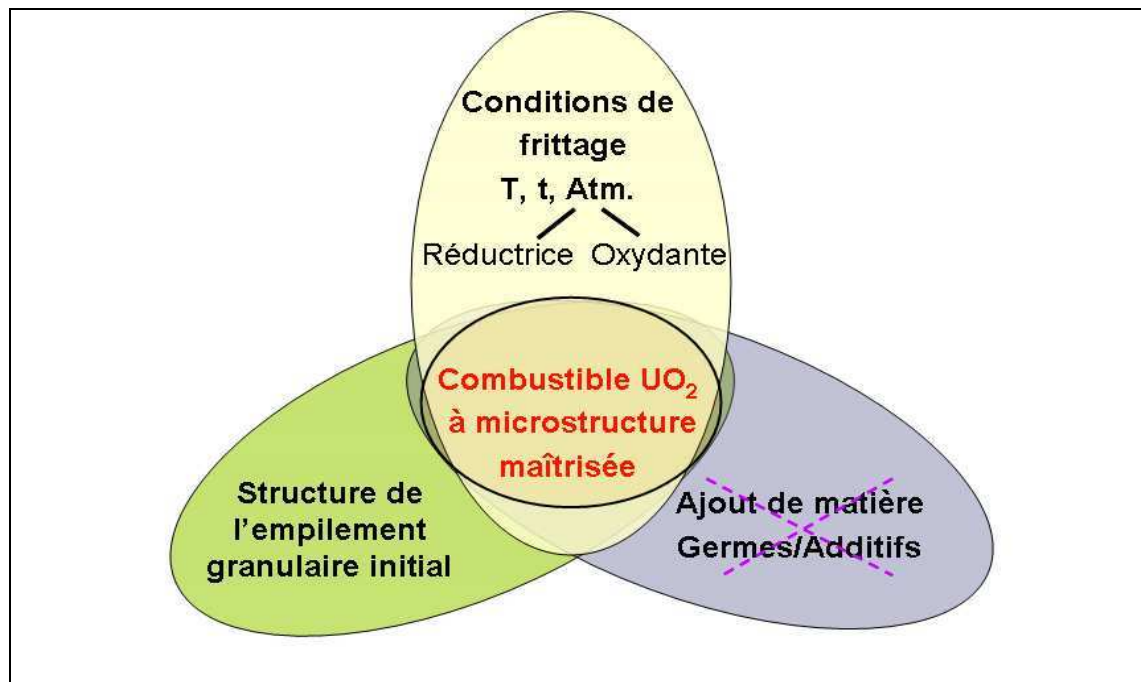 Conditions de
frittage
T, t, Atm.
Réductrice Oxydante
Combustible UO₂
à microstructure
maîtrisée
Structure de
l'empilement
granulaire initial
Ajout de matière
Germes/Additifs